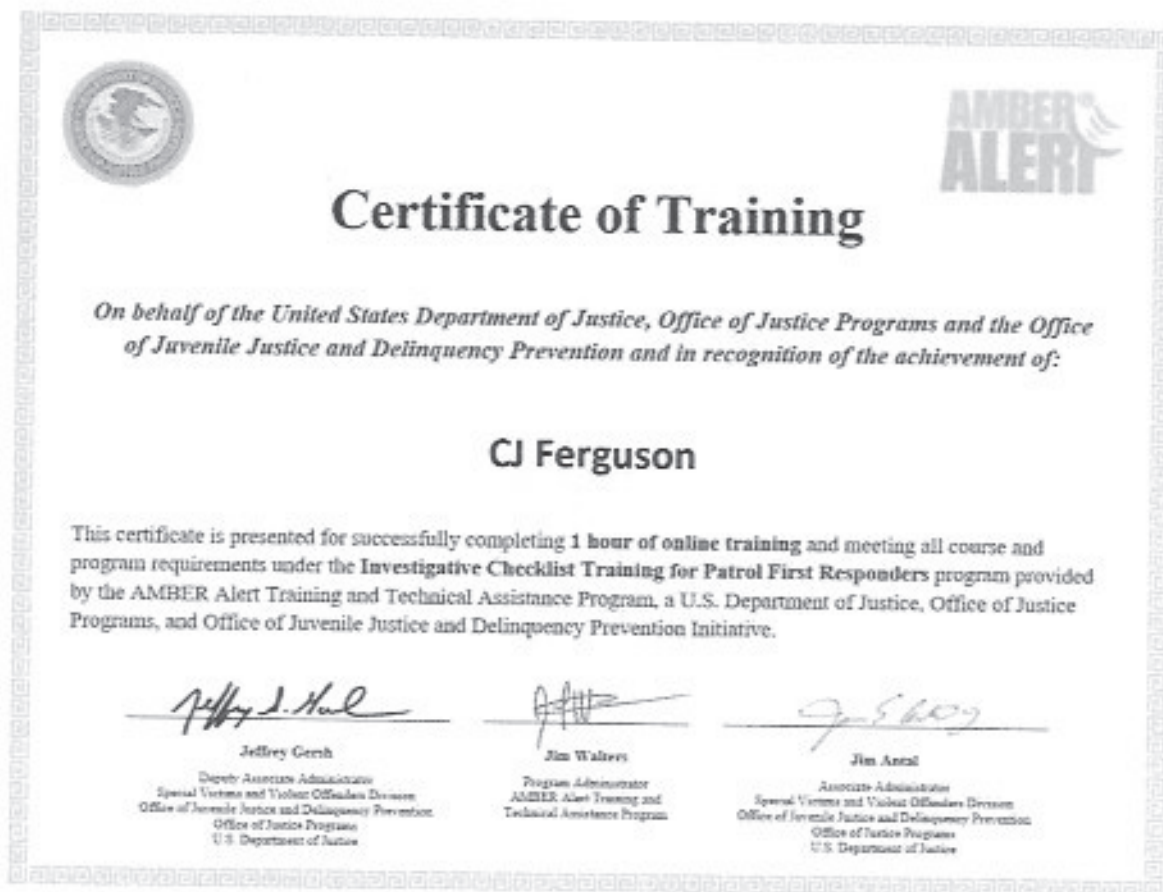 AMBER
ALERT
Certificate of Training
On behalf of the United States Department of Justice, Office of Justice Programs and the Office
of Juvenile Justice and Delinquency Prevention and in recognition of the achievement of:
CJ Ferguson
This certificate is presented for successfully completing 1 hour of online training and meeting all course and
program requirements under the Investigative Checklist Training for Patrol First Responders program provided
by the AMBER Alert Training and Technical Assistance Program, a U.S. Department of Justice, Office of Justice
Programs, and Office of Juvenile Justice and Delinquency Prevention Initiative.
Jeffrey Gersh
Deputy Associate Administrator
Special Victims and Violent Offenders Division
Office of Juvenile Justice and Delinquency Prevention
Office of Justice Programs
U.S. Department of Justice
Jim Walters
Program Administrator
AMBER Alert Training and
Technical Assistance Program
Jim Antal
Associate Administrator
Special Victims and Violent Offenders Division
Office of Juvenile Justice and Delinquency Prevention
Office of Justice Programs
U.S. Department of Justice